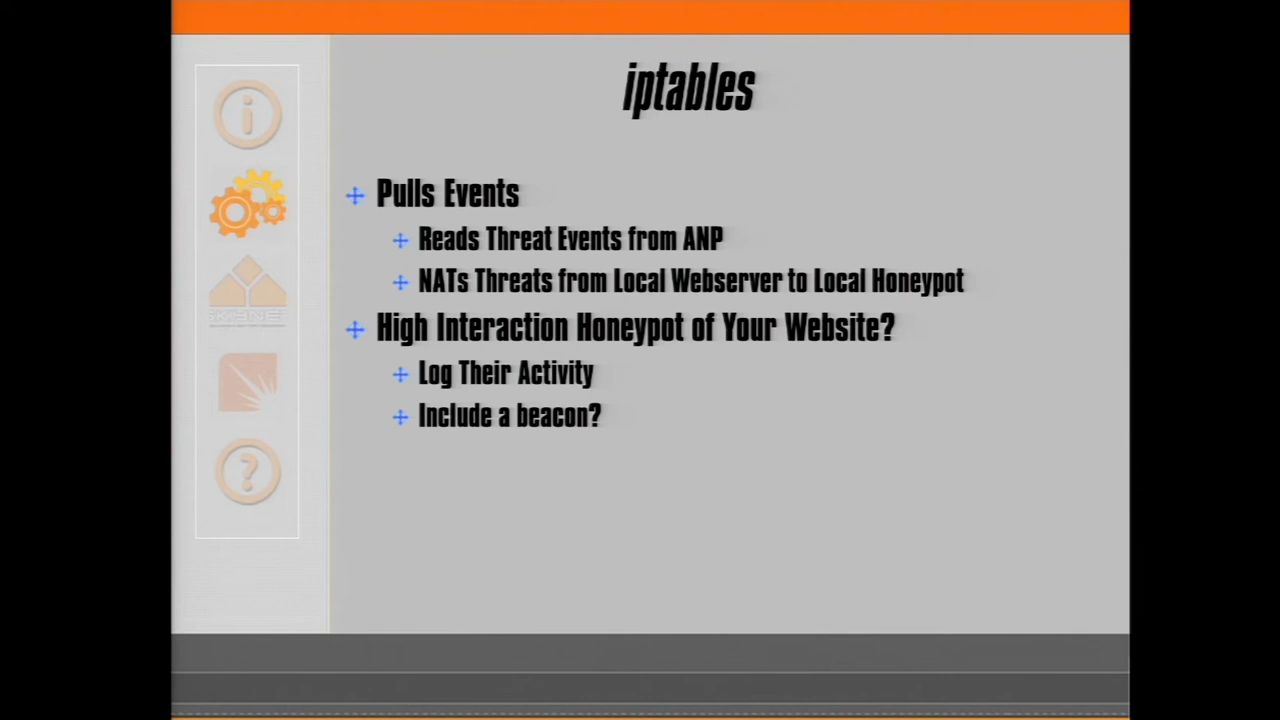 iptables
Pulls Events
Reads Threat Events from ANP
NATs Threats from Local Webserver to Local Honeypot
High Interaction Honeypot of Your Website?
Log Their Activity
Include a beacon?